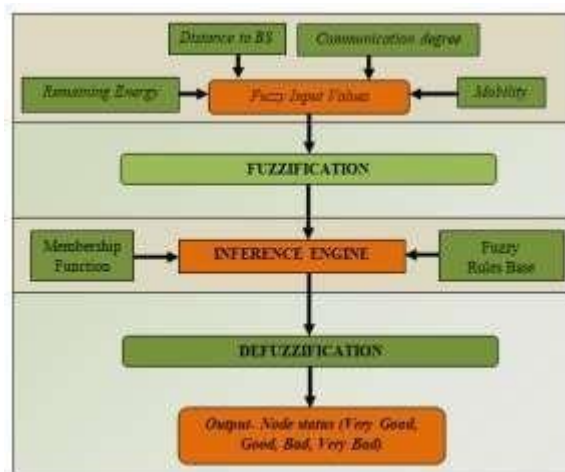 Distance to BS
Communication degree
Remaining Energy
Fuzzy Input Values
Mobility
FUZZIFICATION
Membership
Function
INFERENCE ENGINE
Fuzzy
Rules Base
DEFUZZIFICATION
Output- Node status (Very Good,
Good, Bad, Very Bad)